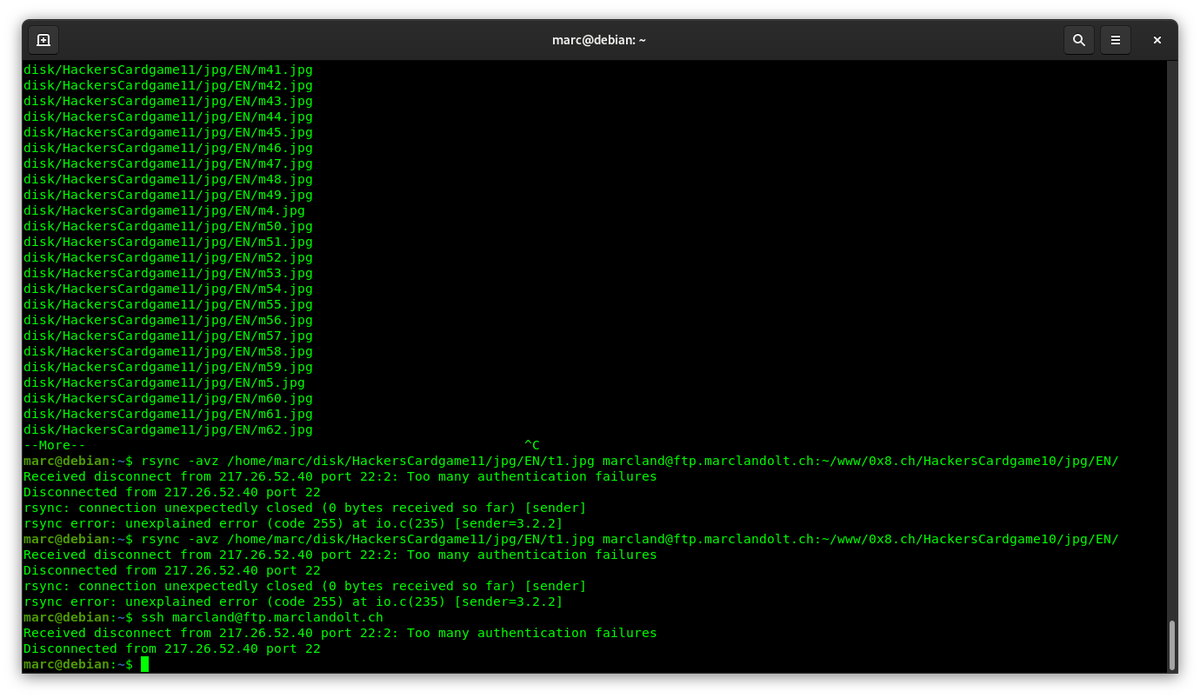 marc@debian: ~
disk/HackersCardgame11/jpg/EN/m41.jpg
disk/HackersCardgame11/jpg/EN/m42.jpg
disk/HackersCardgame11/jpg/EN/m43.jpg
disk/HackersCardgame11/jpg/EN/m44.jpg
disk/HackersCardgame11/jpg/EN/m45.jpg
disk/HackersCardgame11/jpg/EN/m46.jpg
disk/HackersCardgame11/jpg/EN/m47.jpg
disk/HackersCardgame11/jpg/EN/m48.jpg
disk/HackersCardgame11/jpg/EN/m49.jpg
disk/HackersCardgame11/jpg/EN/m4.jpg
disk/HackersCardgame11/jpg/EN/m50.jpg
disk/HackersCardgame11/jpg/EN/m51.jpg
disk/HackersCardgame11/jpg/EN/m52.jpg
disk/HackersCardgame11/jpg/EN/m53.jpg
disk/HackersCardgame11/jpg/EN/m54.jpg
disk/HackersCardgame11/jpg/EN/m55.jpg
disk/HackersCardgame11/jpg/EN/m56.jpg
disk/HackersCardgame11/jpg/EN/m57.jpg
disk/HackersCardgame11/jpg/EN/m58.jpg
disk/HackersCardgame11/jpg/EN/m59.jpg
disk/HackersCardgame11/jpg/EN/m5.jpg
disk/HackersCardgame11/jpg/EN/m60.jpg
disk/HackersCardgame11/jpg/EN/m61.jpg
disk/HackersCardgame11/jpg/EN/m62.jpg
--More-- ^C
marc@debian:~$ rsync -avz /home/marc/disk/HackersCardgame11/jpg/EN/t1.jpg marcland@ftp.marclandolt.ch:~/www/0x8.ch/HackersCardgame10/jpg/EN/
Received disconnect from 217.26.52.40 port 22:2: Too many authentication failures
Disconnected from 217.26.52.40 port 22
rsync: connection unexpectedly closed (0 bytes received so far) [sender]
rsync error: unexplained error (code 255) at io.c(235) [sender=3.2.2]
marc@debian:~$ rsync -avz /home/marc/disk/HackersCardgame11/jpg/EN/t1.jpg marcland@ftp.marclandolt.ch:~/www/0x8.ch/HackersCardgame10/jpg/EN/
Received disconnect from 217.26.52.40 port 22:2: Too many authentication failures
Disconnected from 217.26.52.40 port 22
rsync: connection unexpectedly closed (0 bytes received so far) [sender]
rsync error: unexplained error (code 255) at io.c(235) [sender=3.2.2]
marc@debian:~$ ssh marcland@ftp.marclandolt.ch
Received disconnect from 217.26.52.40 port 22:2: Too many authentication failures
Disconnected from 217.26.52.40 port 22
marc@debian:~$